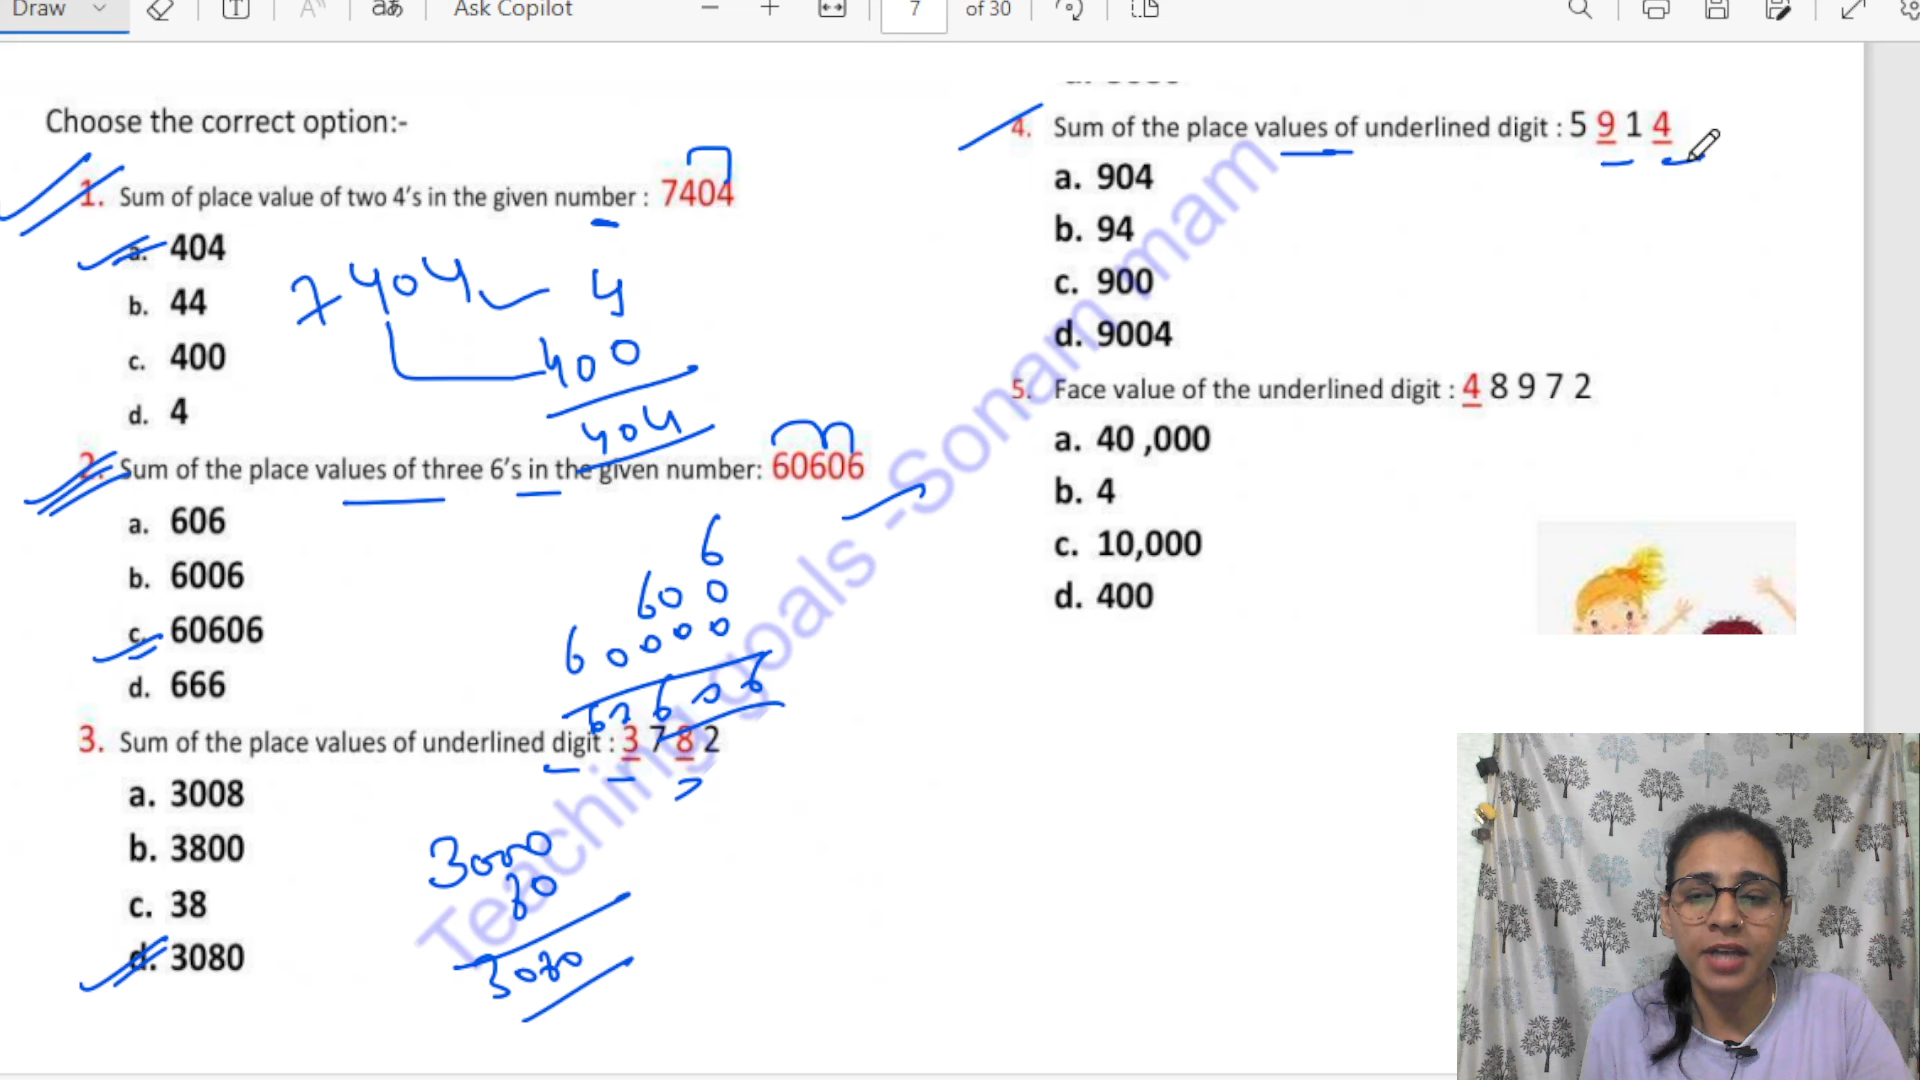 Draw
aあ
Ask Copilot
7 of 30
Choose the correct option:-
1. Sum of place value of two 4's in the given number : 7404
a. 404
b. 44
c. 400
d. 4
7404 4
400
404
2. Sum of the place values of three 6's in the given number: 60606
a. 606
b. 6006
c. 60606
d. 666
6
600
60000
60606
3. Sum of the place values of underlined digit : 3 7 8 2
a. 3008
b. 3800
c. 38
d. 3080
3000
80
3080
4. Sum of the place values of underlined digit : 5 9 1 4
a. 904
b. 94
c. 900
d. 9004
5. Face value of the underlined digit : 4 8 9 7 2
a. 40 ,000
b. 4
c. 10,000
d. 400
Teaching goals -Sonam mam